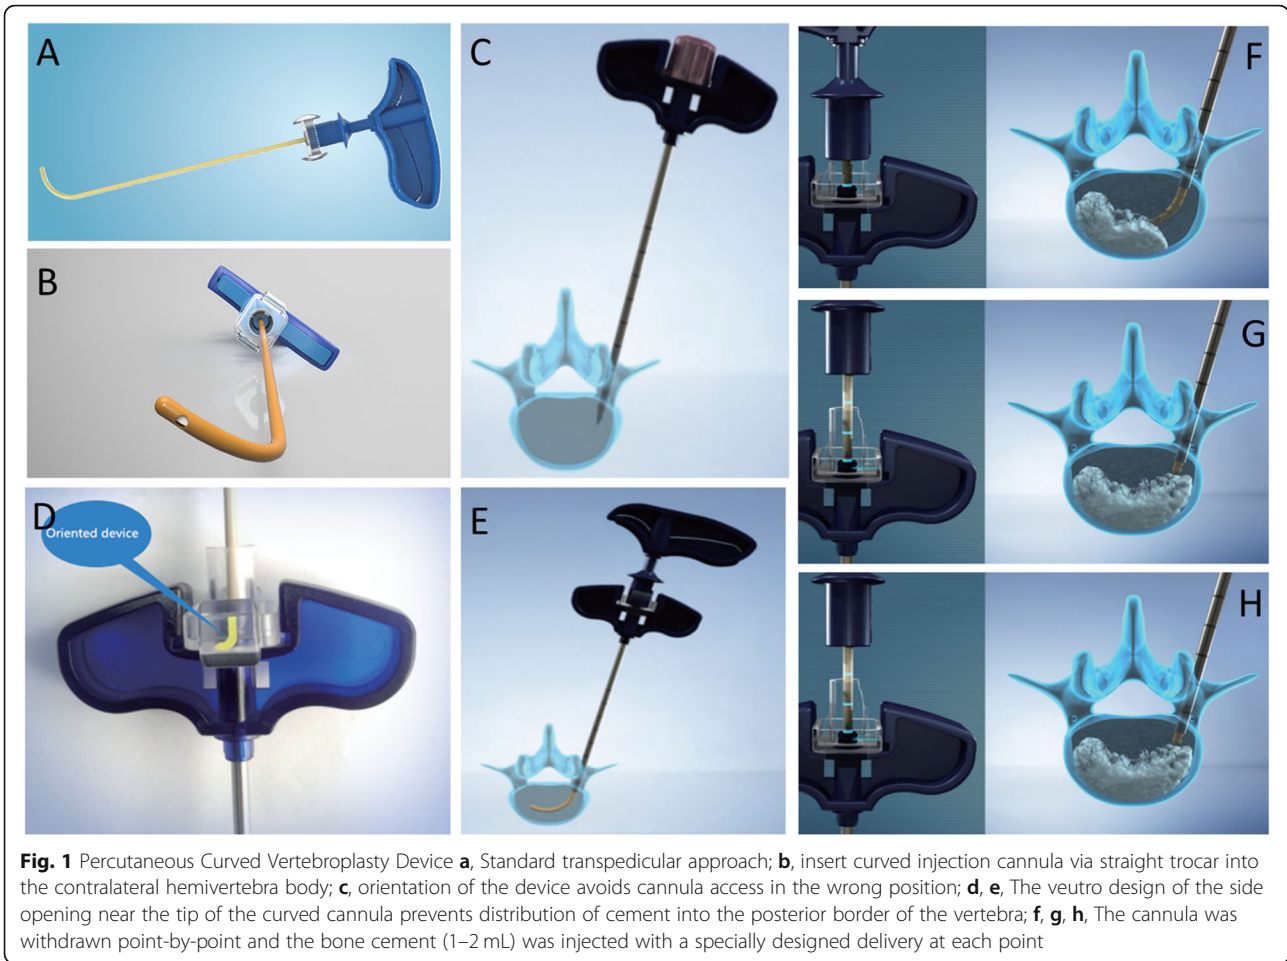 A
B
C
D
Oriented device
E
F
G
H
Fig. 1 Percutaneous Curved Vertebroplasty Device a, Standard transpedicular approach; b, insert curved injection cannula via straight trocar into
the contralateral hemivertebra body; c, orientation of the device avoids cannula access in the wrong position; d, e, The veutro design of the side
opening near the tip of the curved cannula prevents distribution of cement into the posterior border of the vertebra; f, g, h, The cannula was
withdrawn point-by-point and the bone cement (1–2 mL) was injected with a specially designed delivery at each point